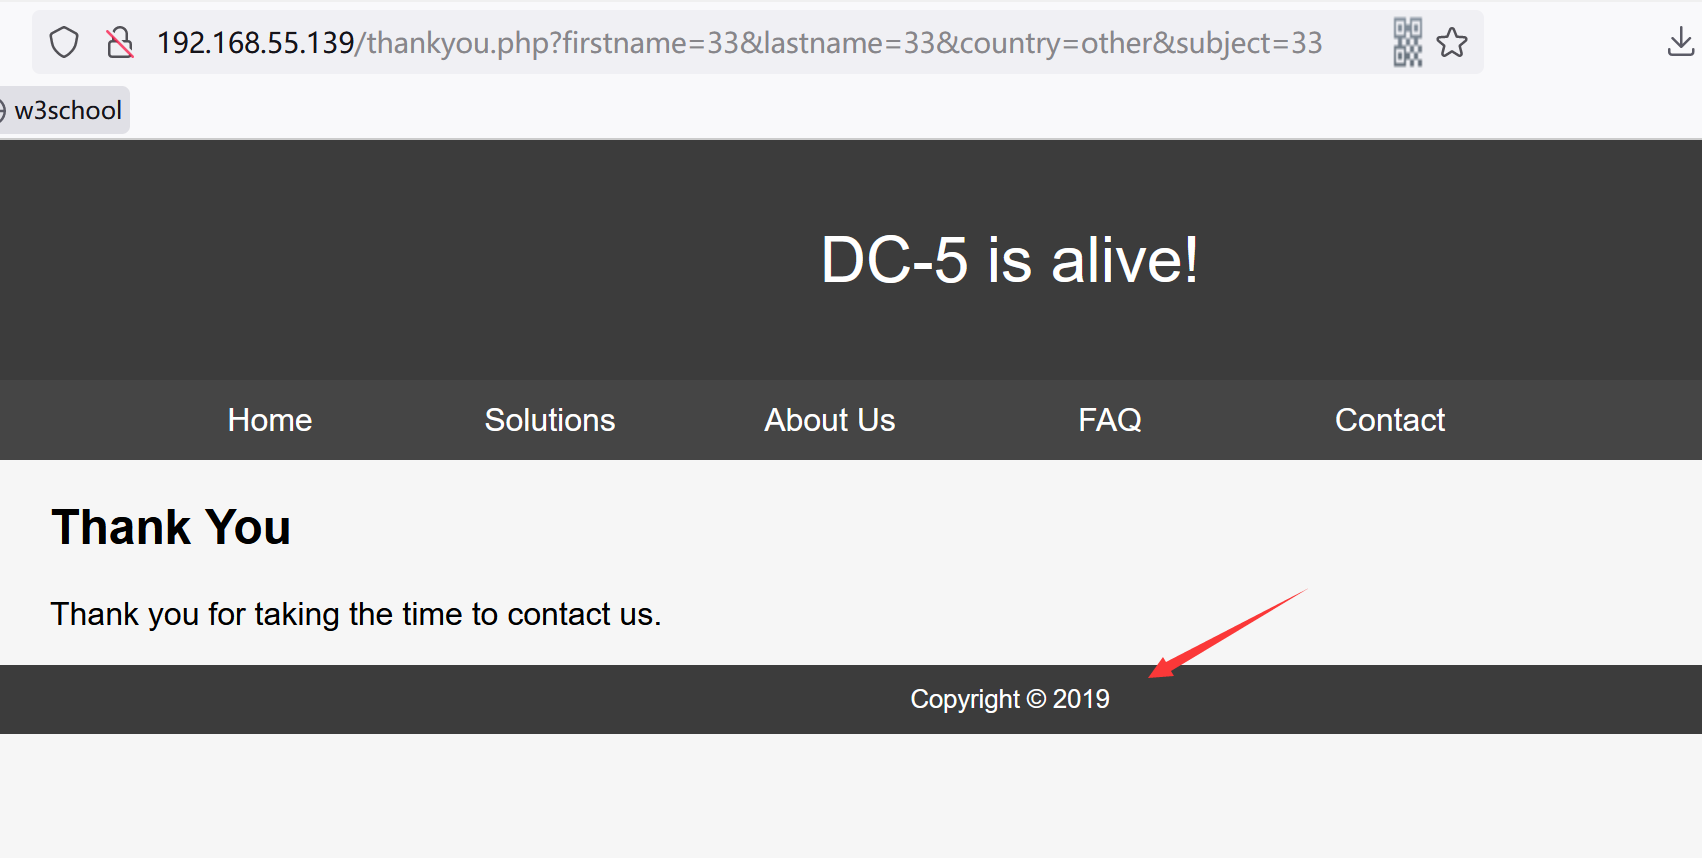 192.168.55.139/thankyou.php?firstname=33&lastname=33&country=other&subject=33
w3school
DC-5 is alive!
Home Solutions About Us FAQ Contact
Thank You
Thank you for taking the time to contact us.
Copyright © 2019